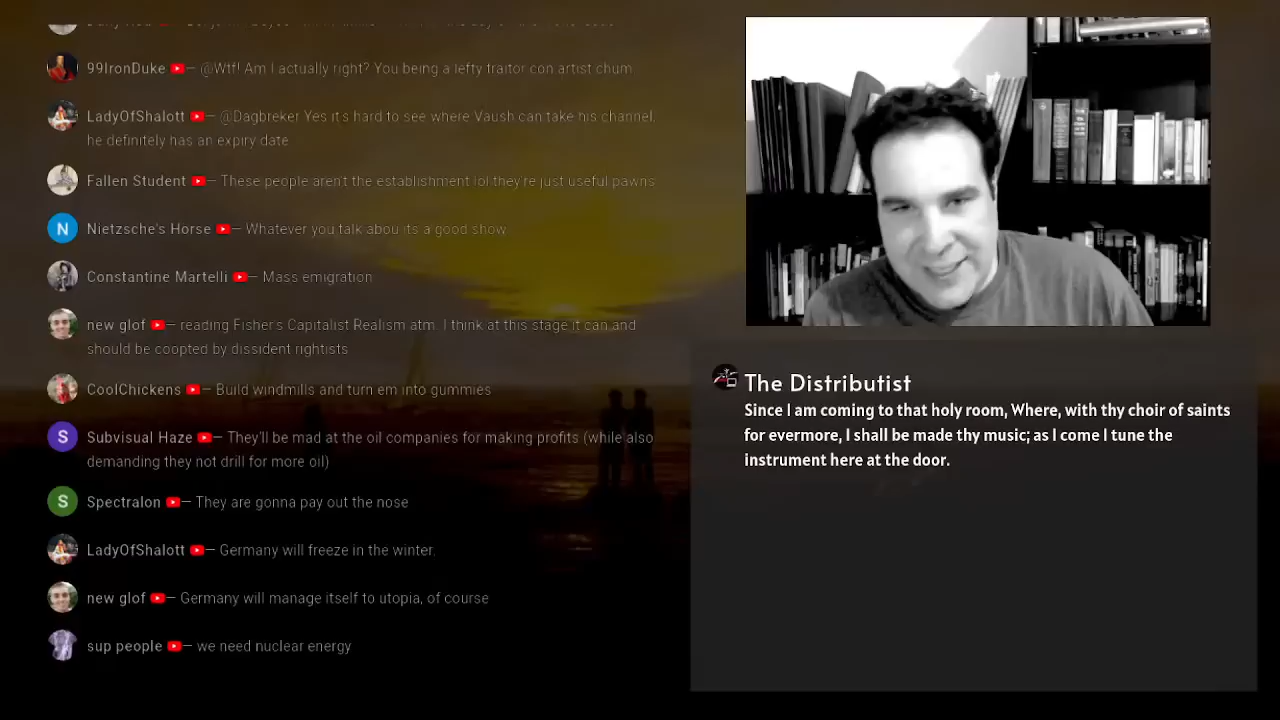 99IronDuke — @Wtf! Am I actually right? You being a lefty traitor con artist chum
LadyOfShalott — @Dagbreker Yes it's hard to see where Vaush can take his channel,
he definitely has an expiry date
Fallen Student — These people aren't the establishment lol they're just useful pawns
N Nietzsche's Horse — Whatever you talk abou its a good show
Constantine Martelli — Mass emigration
new glof — reading Fisher's Capitalist Realism atm. I think at this stage it can and
should be coopted by dissident rightists
CoolChickens — Build windmills and turn em into gummies
S Subvisual Haze — They'll be mad at the oil companies for making profits (while also
demanding they not drill for more oil)
S Spectralon — They are gonna pay out the nose
LadyOfShalott — Germany will freeze in the winter.
new glof — Germany will manage itself to utopia, of course
sup people — we need nuclear energy
The Distributist
Since I am coming to that holy room, Where, with thy choir of saints
for evermore, I shall be made thy music; as I come I tune the
instrument here at the door.